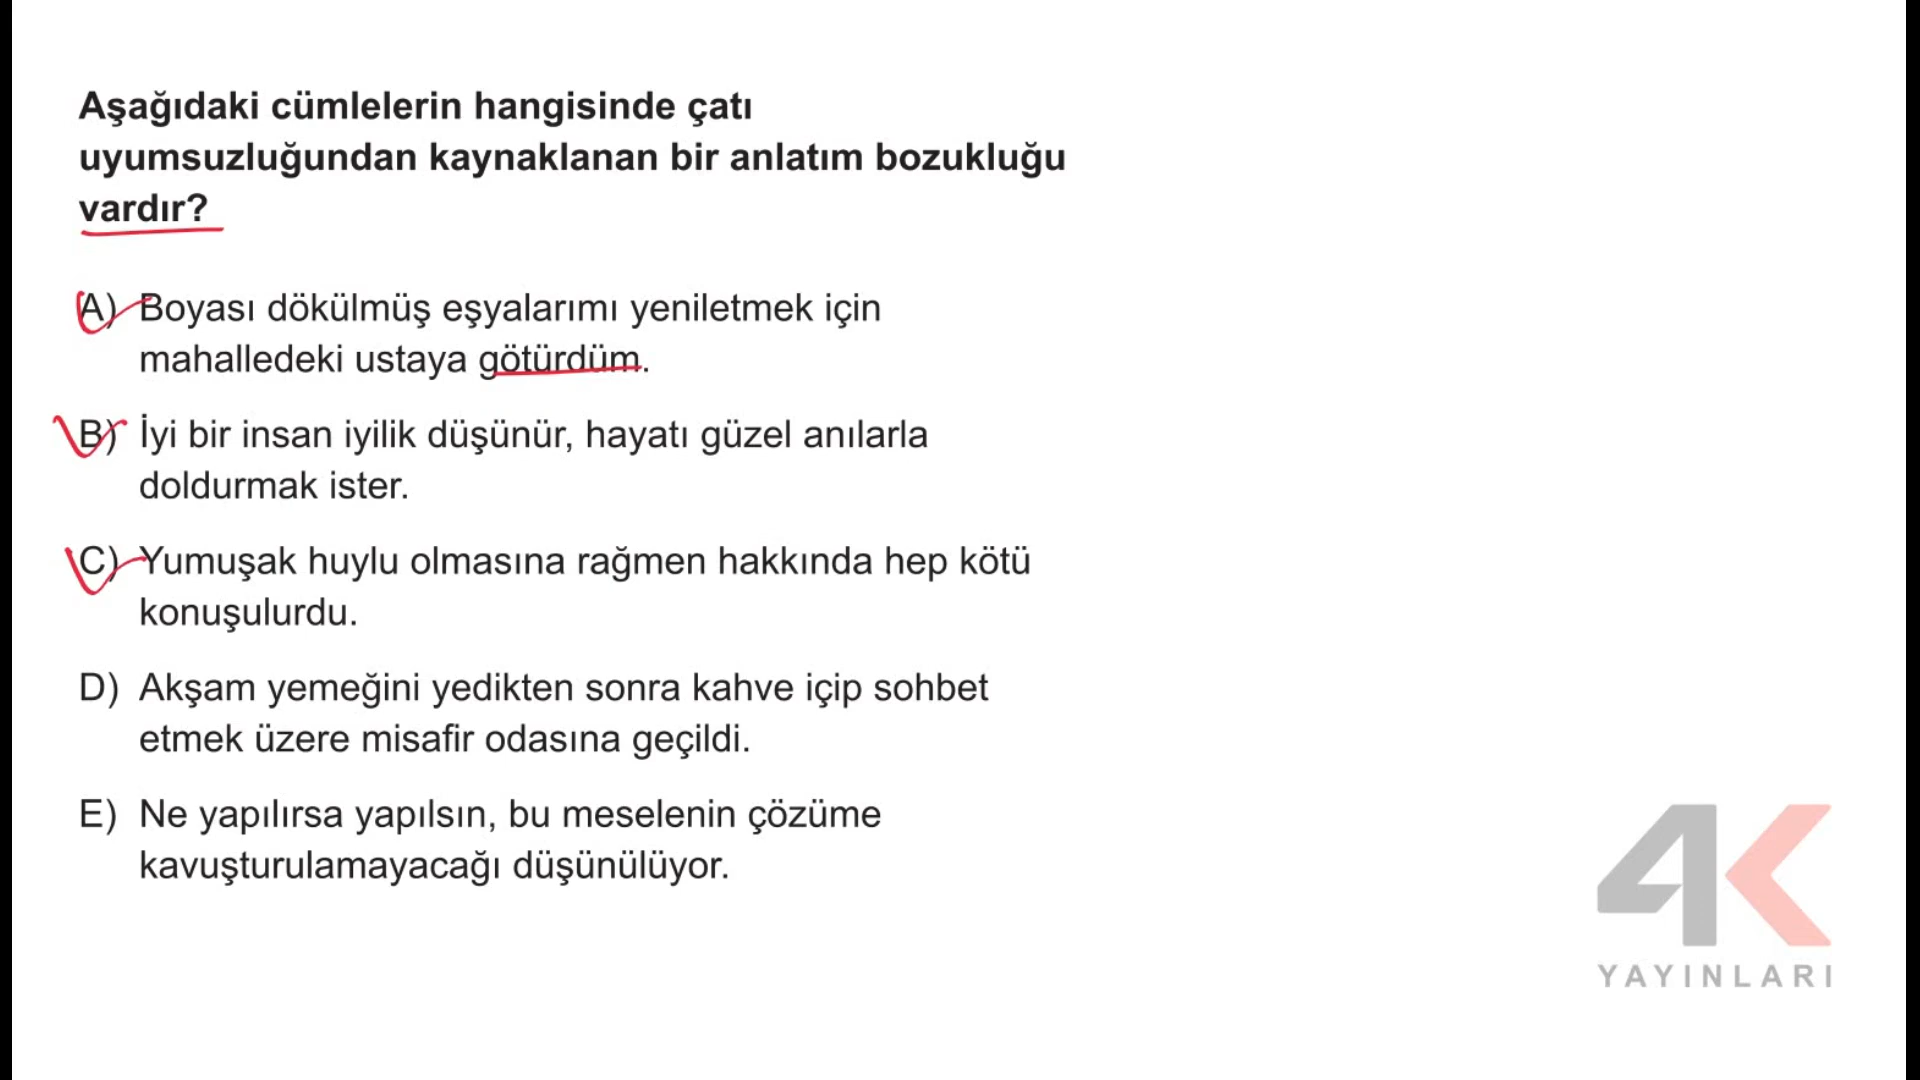 Aşağıdaki cümlelerin hangisinde çatı
uyumsuzluğundan kaynaklanan bir anlatım bozukluğu
vardır?
A) Boyası dökülmüş eşyalarımı yeniletmek için
mahalledeki ustaya götürdüm.
B) İyi bir insan iyilik düşünür, hayatı güzel anılarla
doldurmak ister.
C) Yumuşak huylu olmasına rağmen hakkında hep kötü
konuşulurdu.
D) Akşam yemeğini yedikten sonra kahve içip sohbet
etmek üzere misafir odasına geçildi.
E) Ne yapılırsa yapılsın, bu meselenin çözüme
kavuşturulamayacağı düşünülüyor.
4K
YAYINLARI